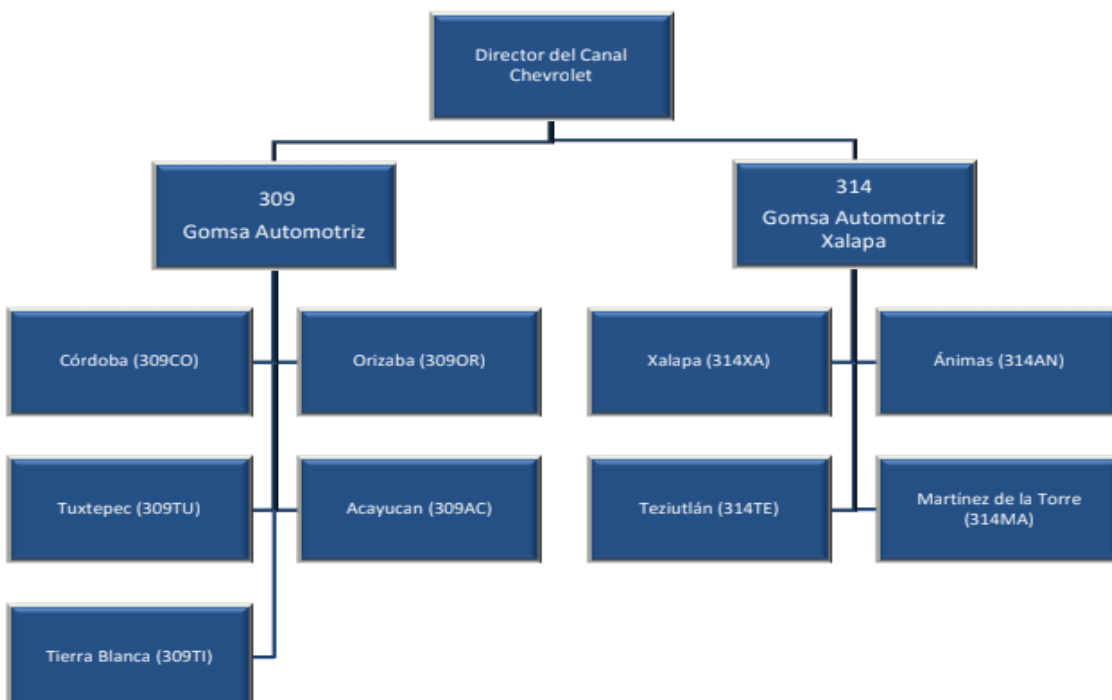 Director del Canal
Chevrolet
309
Gomsa Automotriz
314
Gomsa Automotriz
Xalapa
Córdoba (309CO)
Orizaba (309OR)
Xalapa (314XA)
Ánimas (314AN)
Tuxtepec (309TU)
Acayucan (309AC)
Teziutlán (314TE)
Martínez de la Torre
(314MA)
Tierra Blanca (309TI)